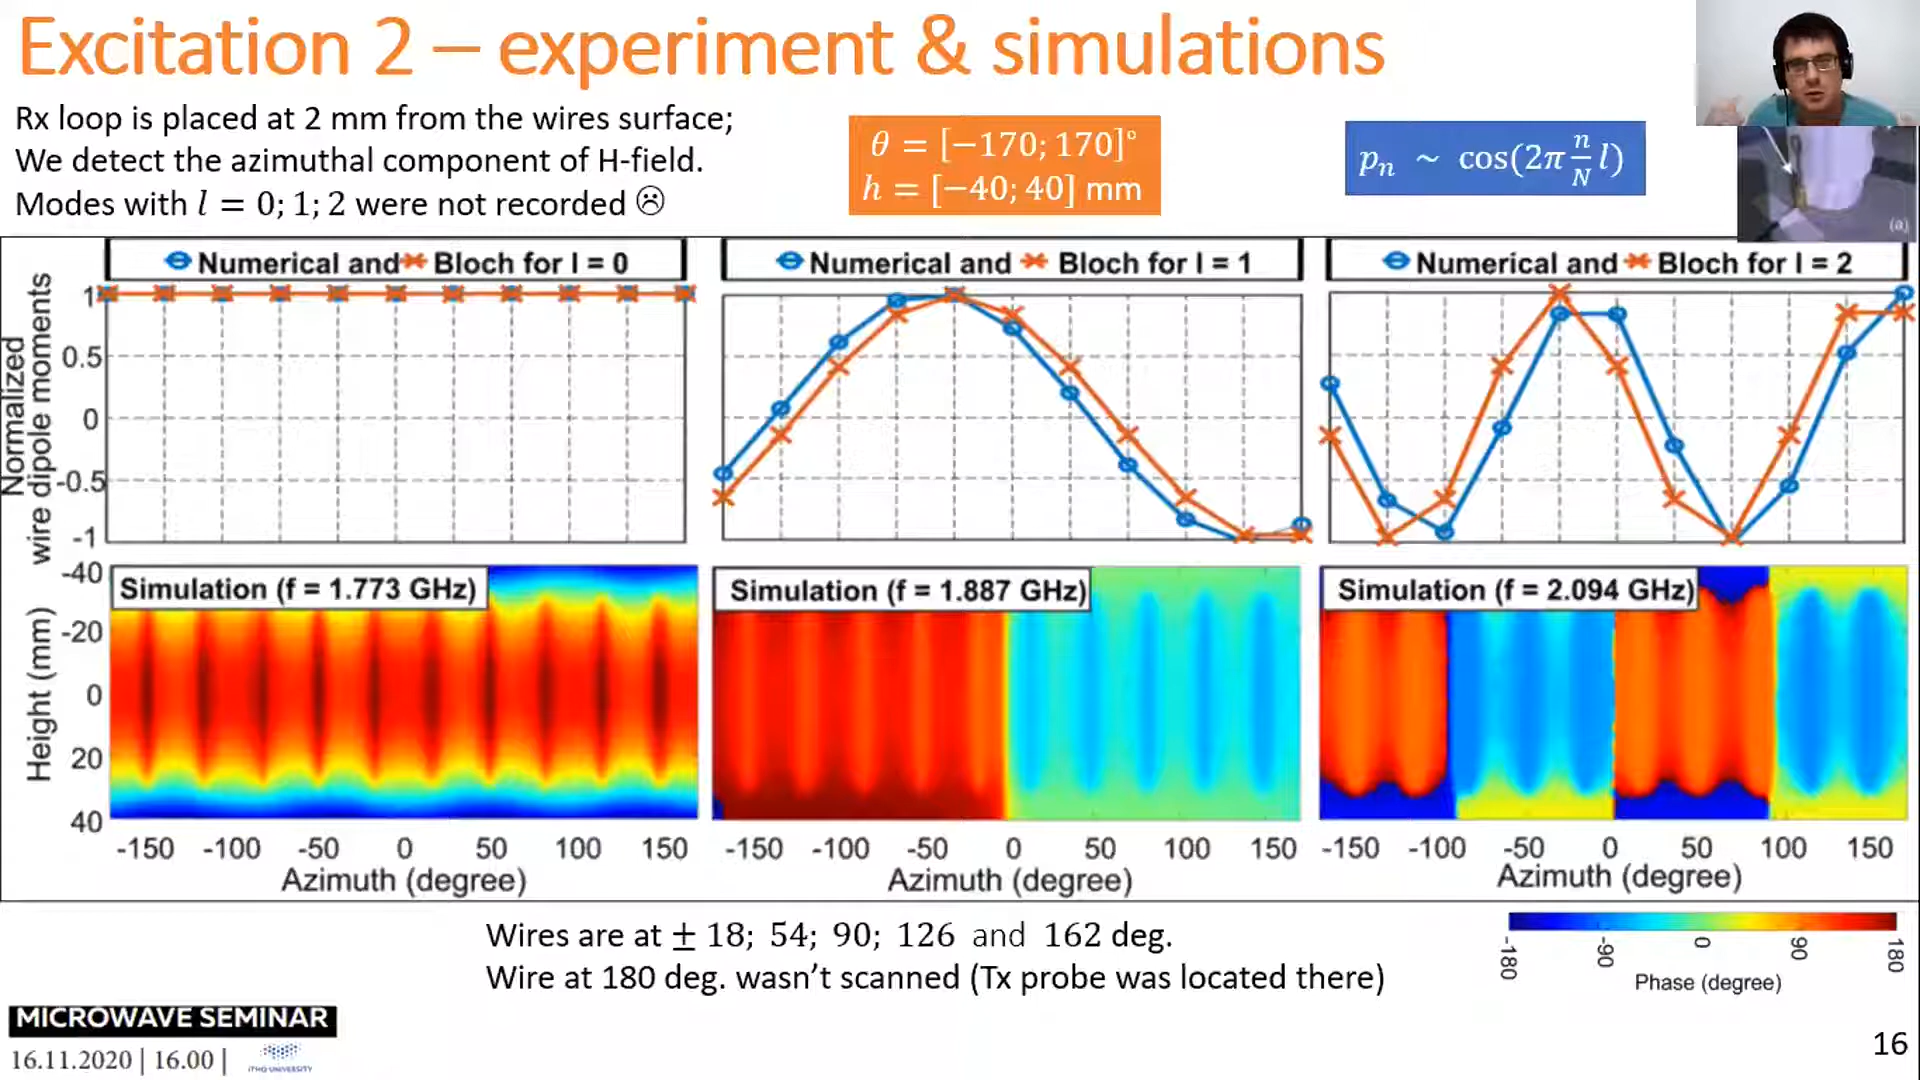 Excitation 2 – experiment & simulations
Rx loop is placed at 2 mm from the wires surface;
We detect the azimuthal component of H-field.
Modes with l = 0; 1; 2 were not recorded ☹
θ = [−170; 170]°
h = [−40; 40] mm
pₙ ~ cos(2π n/N l)
(a)
Numerical and Bloch for l = 0
Numerical and Bloch for l = 1
Numerical and Bloch for l = 2
Normalized
wire dipole moments
1
0.5
0
-0.5
-1
Simulation (f = 1.773 GHz)
Simulation (f = 1.887 GHz)
Simulation (f = 2.094 GHz)
Height (mm)
-40
-20
0
20
40
-150 -100 -50 0 50 100 150
-150 -100 -50 0 50 100 150
-150 -100 -50 0 50 100 150
Azimuth (degree)
Azimuth (degree)
Azimuth (degree)
Wires are at ± 18; 54; 90; 126 and 162 deg.
Wire at 180 deg. wasn't scanned (Tx probe was located there)
-180 -90 0 90 180
Phase (degree)
MICROWAVE SEMINAR
16.11.2020 | 16.00 |
ITMO UNIVERSITY
16